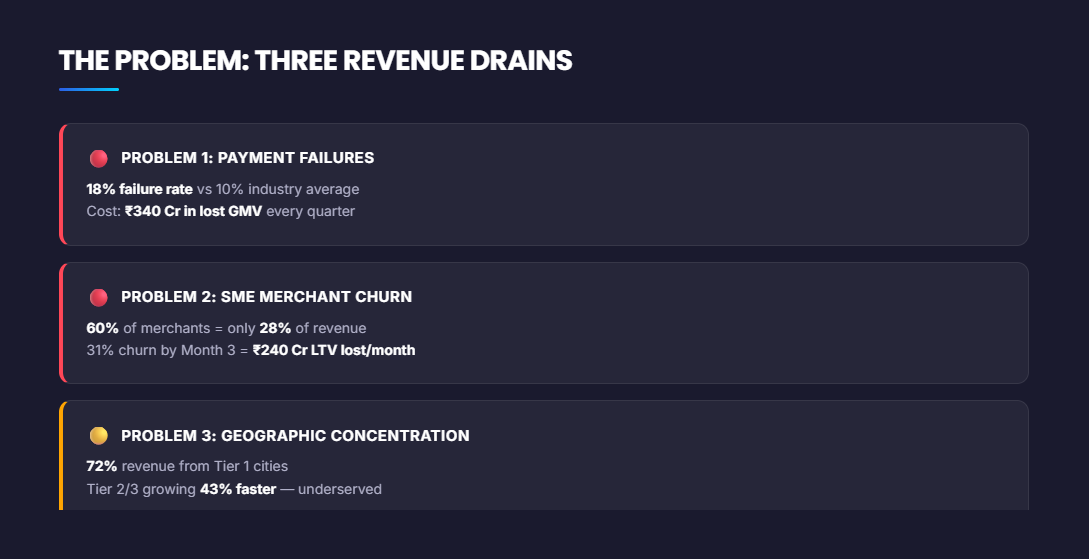 THE PROBLEM: THREE REVENUE DRAINS
PROBLEM 1: PAYMENT FAILURES
18% failure rate vs 10% industry average
Cost: ₹340 Cr in lost GMV every quarter
PROBLEM 2: SME MERCHANT CHURN
60% of merchants = only 28% of revenue
31% churn by Month 3 = ₹240 Cr LTV lost/month
PROBLEM 3: GEOGRAPHIC CONCENTRATION
72% revenue from Tier 1 cities
Tier 2/3 growing 43% faster — underserved